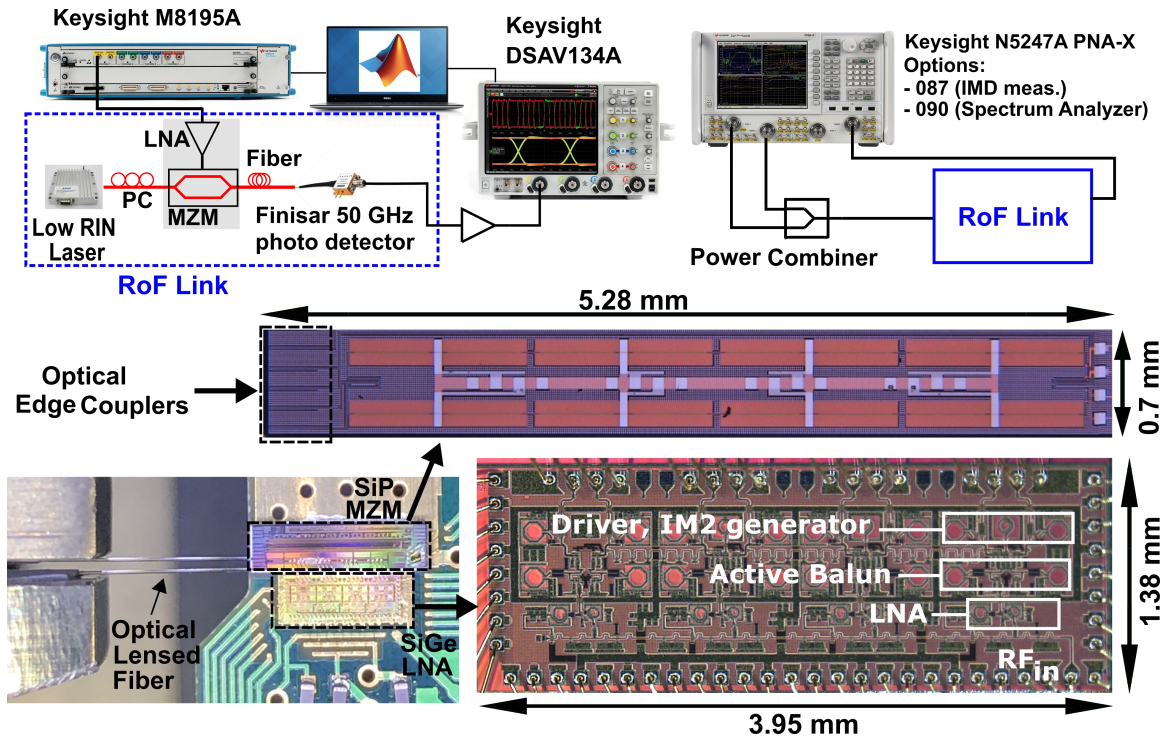 Keysight M8195A
Keysight
DSAV134A
Keysight N5247A PNA-X
Options:
- 087 (IMD meas.)
- 090 (Spectrum Analyzer)
LNA
Fiber
PC
MZM
Low RIN
Laser
Finisar 50 GHz
photo detector
RoF Link
Power Combiner
RoF Link
5.28 mm
Optical
Edge Couplers
0.7 mm
SiP
MZM
Optical
Lensed
Fiber
SiGe
LNA
Driver, IM2 generator
Active Balun
LNA
RFin
1.38 mm
3.95 mm